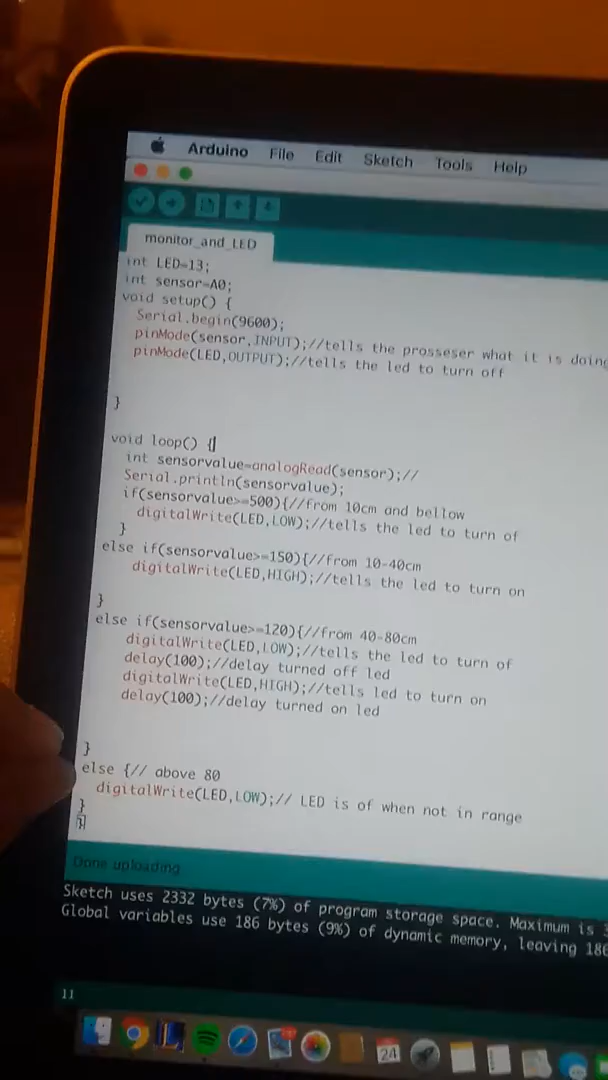 Arduino File Edit Sketch Tools Help
monitor_and_LED
int LED=13;
int sensor=A0;
void setup() {
Serial.begin(9600);
pinMode(sensor,INPUT);//tells the prosseser what it is doing
pinMode(LED,OUTPUT);//tells the led to turn off
}
void loop() {
int sensorvalue=analogRead(sensor);//
Serial.println(sensorvalue);
if(sensorvalue>=500){//from 10cm and bellow
digitalWrite(LED,LOW);//tells the led to turn of
}
else if(sensorvalue>=150){//from 10-40cm
digitalWrite(LED,HIGH);//tells the led to turn on
}
else if(sensorvalue>=120){//from 40-80cm
digitalWrite(LED,LOW);//tells the led to turn of
delay(100);//delay turned off led
digitalWrite(LED,HIGH);//tells led to turn on
delay(100);//delay turned on led
}
else {// above 80
digitalWrite(LED,LOW);// LED is of when not in range
}
}
Done uploading
Sketch uses 2332 bytes (7%) of program storage space. Maximum is
Global variables use 186 bytes (9%) of dynamic memory, leaving 186
11
24